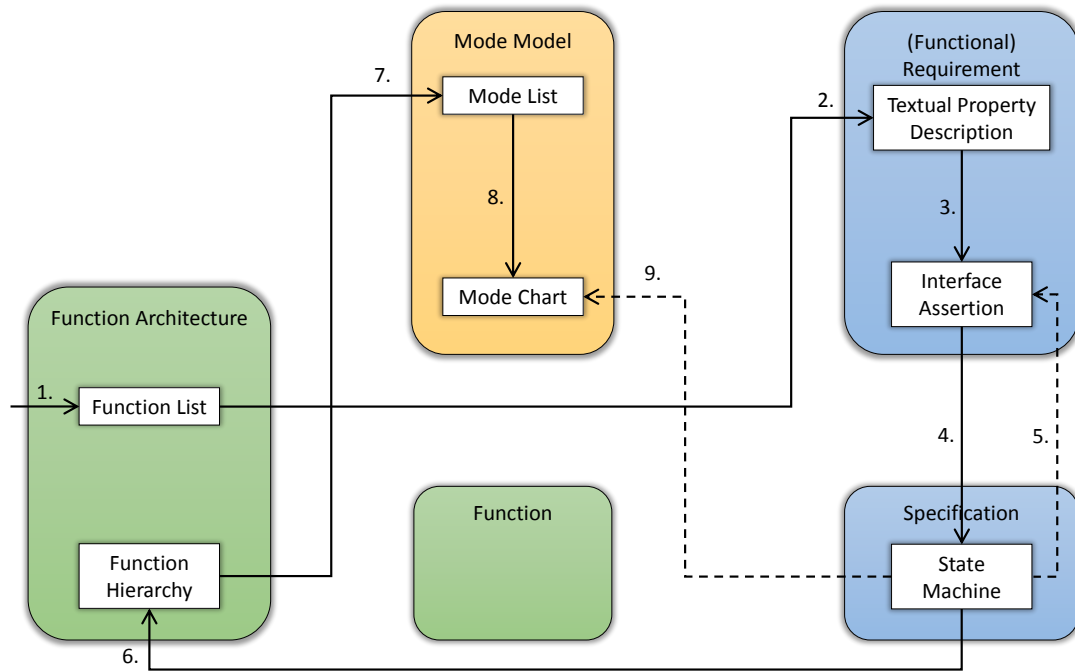 Mode Model
7.
Mode List
8.
Mode Chart
9.
(Functional)
Requirement
2.
Textual Property
Description
3.
Interface
Assertion
4.
5.
Function Architecture
1.
Function List
Function
Hierarchy
6.
Function
Specification
State
Machine